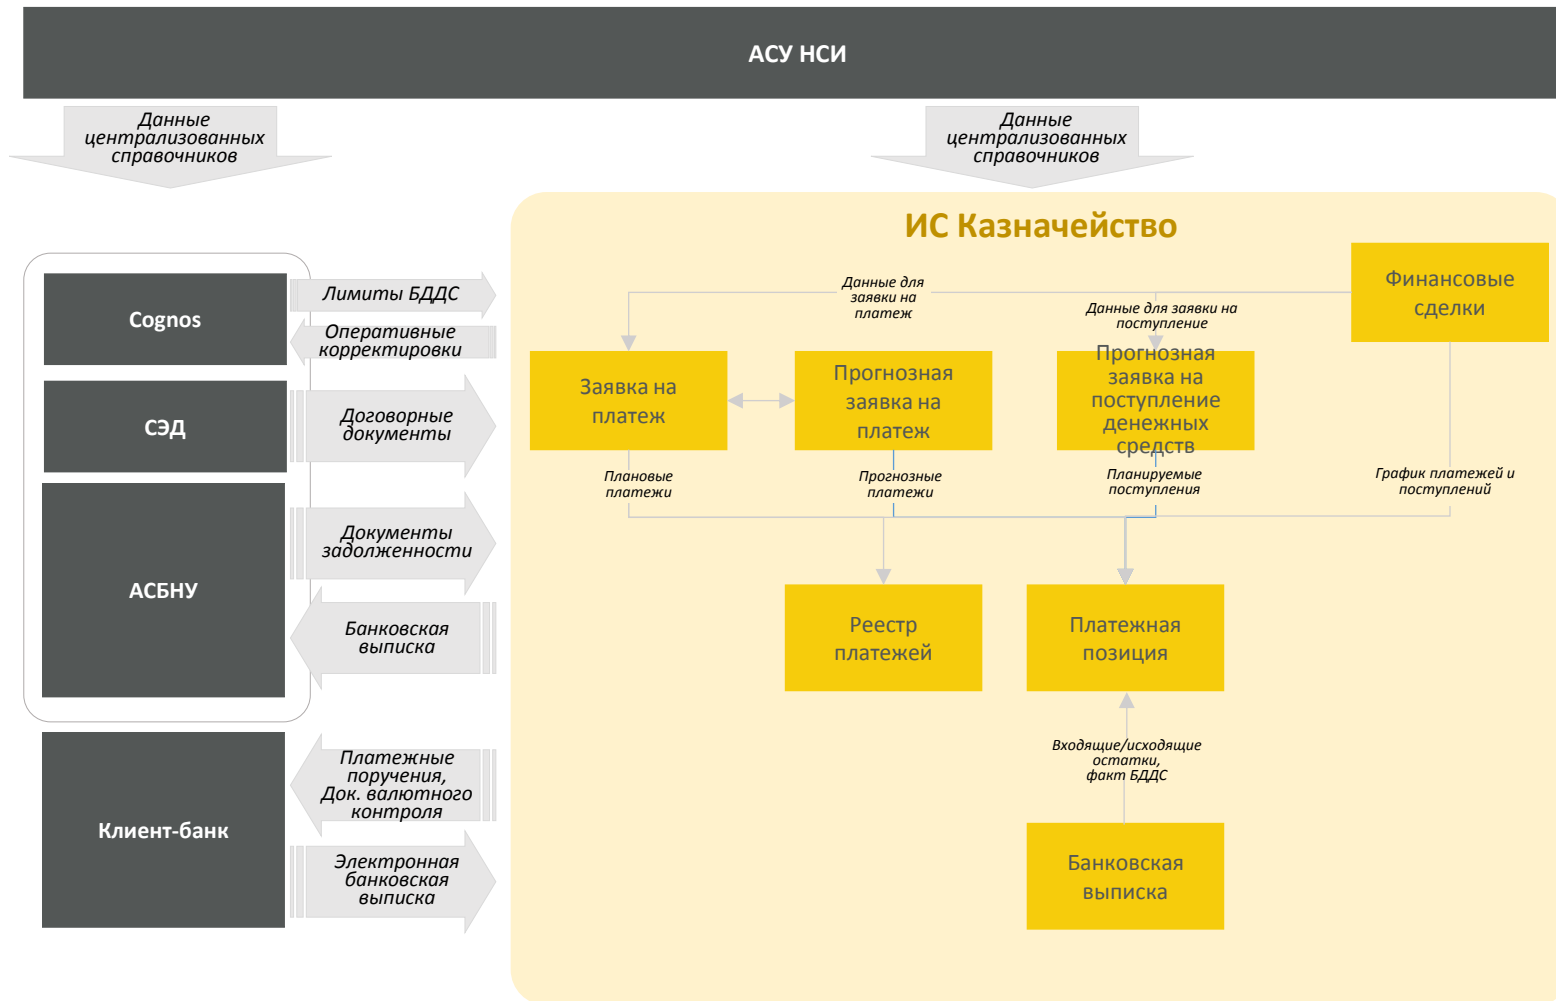 АСУ НСИ
Данные
централизованных
справочников
Данные
централизованных
справочников
ИС Казначейство
Cognos
Лимиты БДДС
Оперативные
корректировки
СЭД
Договорные
документы
АСБНУ
Документы
задолженности
Банковская
выписка
Клиент-банк
Платежные
поручения,
Док. валютного
контроля
Электронная
банковская
выписка
Финансовые
сделки
Данные для
заявки на
платеж
Данные для заявки на
поступление
Заявка на
платеж
Прогнозная
заявка на
платеж
Прогнозная
заявка на
поступление
денежных
средств
Плановые
платежи
Прогнозные
платежи
Планируемые
поступления
График платежей и
поступлений
Реестр
платежей
Платежная
позиция
Входящие/исходящие
остатки,
факт БДДС
Банковская
выписка